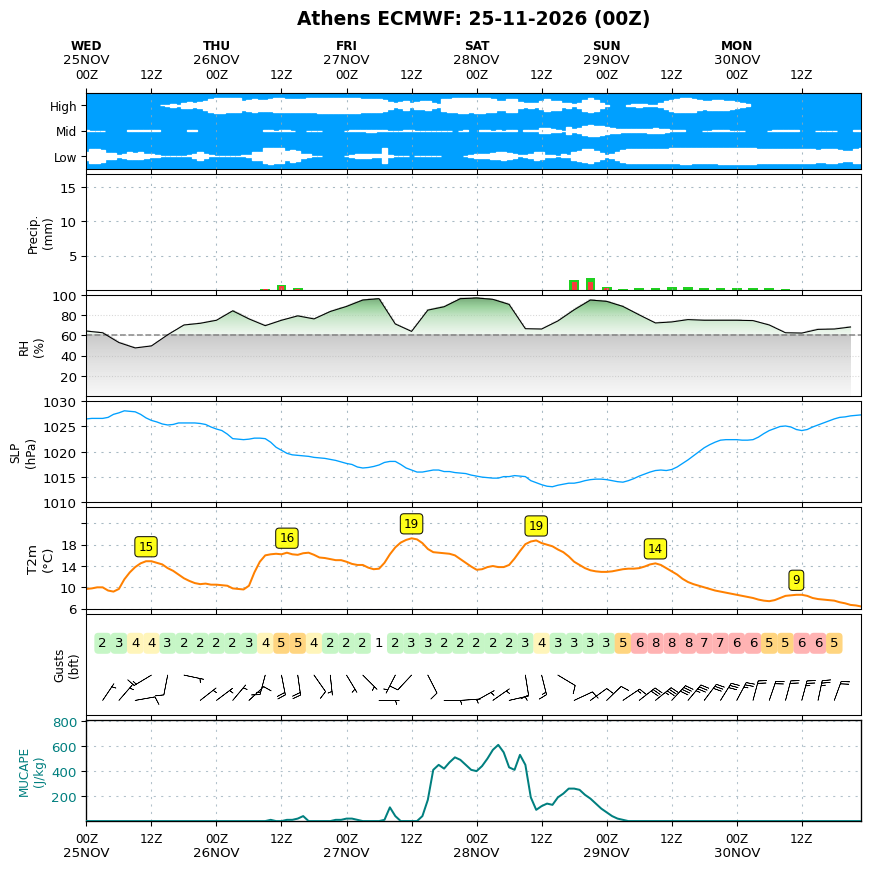 Athens ECMWF: 25-11-2026 (00Z)
WED THU FRI SAT SUN MON
25NOV 26NOV 27NOV 28NOV 29NOV 30NOV
00Z 12Z 00Z 12Z 00Z 12Z 00Z 12Z 00Z 12Z 00Z 12Z
High
Mid
Low
Precip.
(mm)
15
10
5
RH
(%)
100
80
60
40
20
SLP
(hPa)
1030
1025
1020
1015
1010
T2m
(°C)
18
14
10
6
15 16 19 19 14 9
Gusts
(bft)
2 3 4 4 3 2 2 2 2 3 4 5 5 4 2 2 2 1 2 3 3 2 2 2 2 2 3 4 3 3 3 3 5 6 8 8 8 7 7 6 6 5 5 6 6 5
MUCAPE
(J/kg)
800
600
400
200
00Z 12Z 00Z 12Z 00Z 12Z 00Z 12Z 00Z 12Z 00Z 12Z
25NOV 26NOV 27NOV 28NOV 29NOV 30NOV